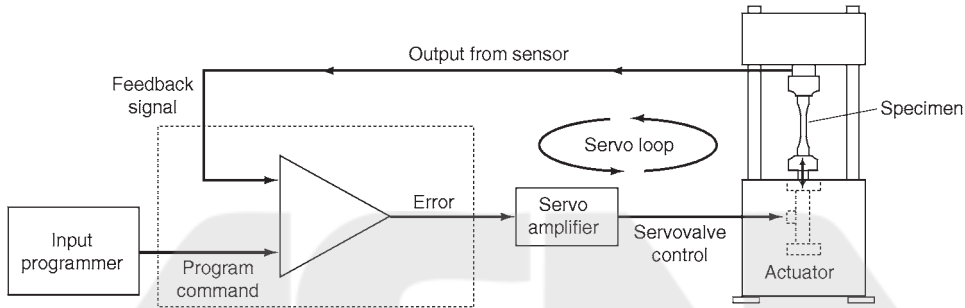 Output from sensor
Feedback
signal
Specimen
Servo loop
Error
Servo
amplifier
Input
programmer
Program
command
Servovalve
control
Actuator